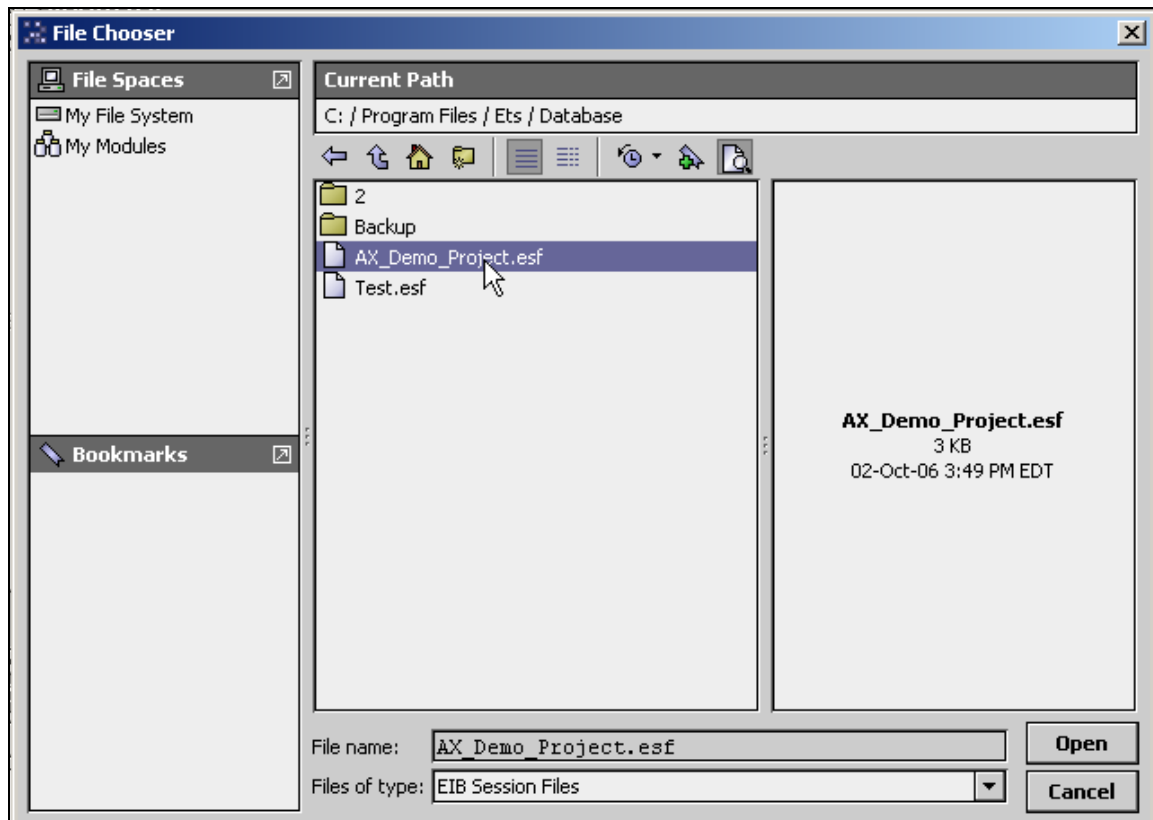 File Chooser
File Spaces
My File System
My Modules
Bookmarks
Current Path
C: / Program Files / Ets / Database
2
Backup
AX_Demo_Project.esf
Test.esf
AX_Demo_Project.esf
3 KB
02-Oct-06 3:49 PM EDT
File name: AX_Demo_Project.esf
Open
Files of type: EIB Session Files
Cancel